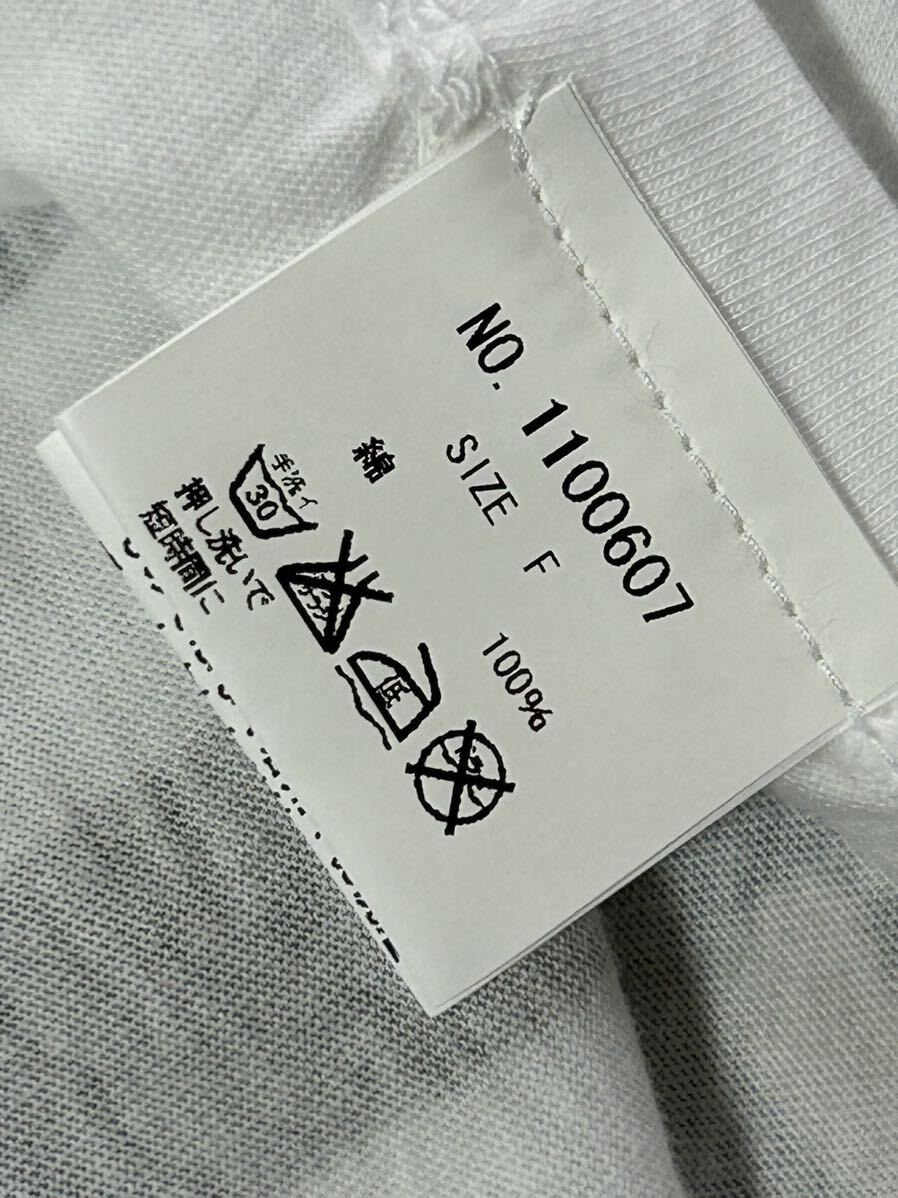 NO. 1100607
SIZE F
綿 100%
手洗イ
30
低
押し洗いで
短時間に